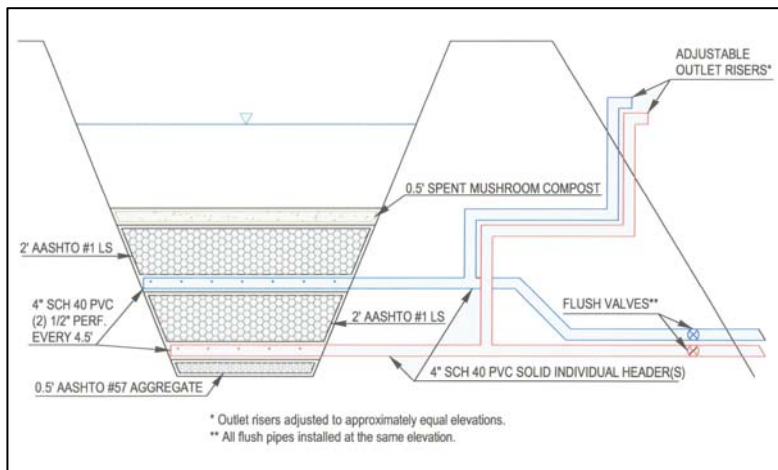 ADJUSTABLE
OUTLET RISERS*
0.5' SPENT MUSHROOM COMPOST
2' AASHTO #1 LS
4" SCH 40 PVC
(2) 1/2" PERF.
EVERY 4.5'
2' AASHTO #1 LS
FLUSH VALVES**
4" SCH 40 PVC SOLID INDIVIDUAL HEADER(S)
0.5' AASHTO #57 AGGREGATE
* Outlet risers adjusted to approximately equal elevations.
** All flush pipes installed at the same elevation.